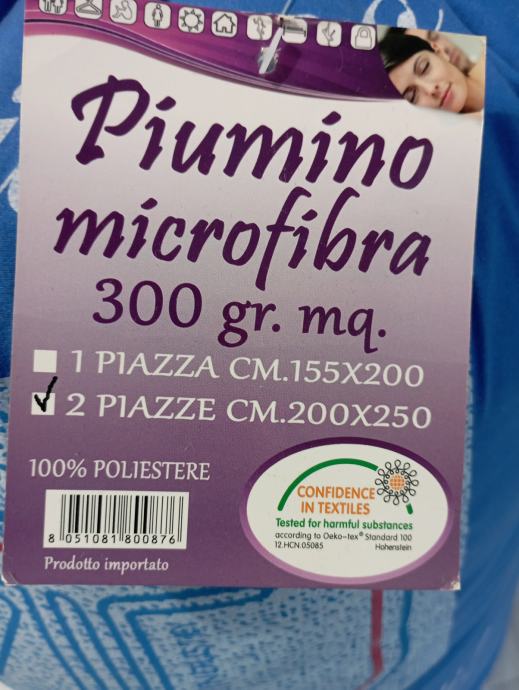 Piumino
microfibra
300 gr. mq.
1 PIAZZA CM.155X200
2 PIAZZE CM.200X250
100% POLIESTERE
8 051081 800876
Prodotto importato
CONFIDENCE
IN TEXTILES
Tested for harmful substances
according to Oeko-tex® Standard 100
12.HCN.05085 Hohenstein